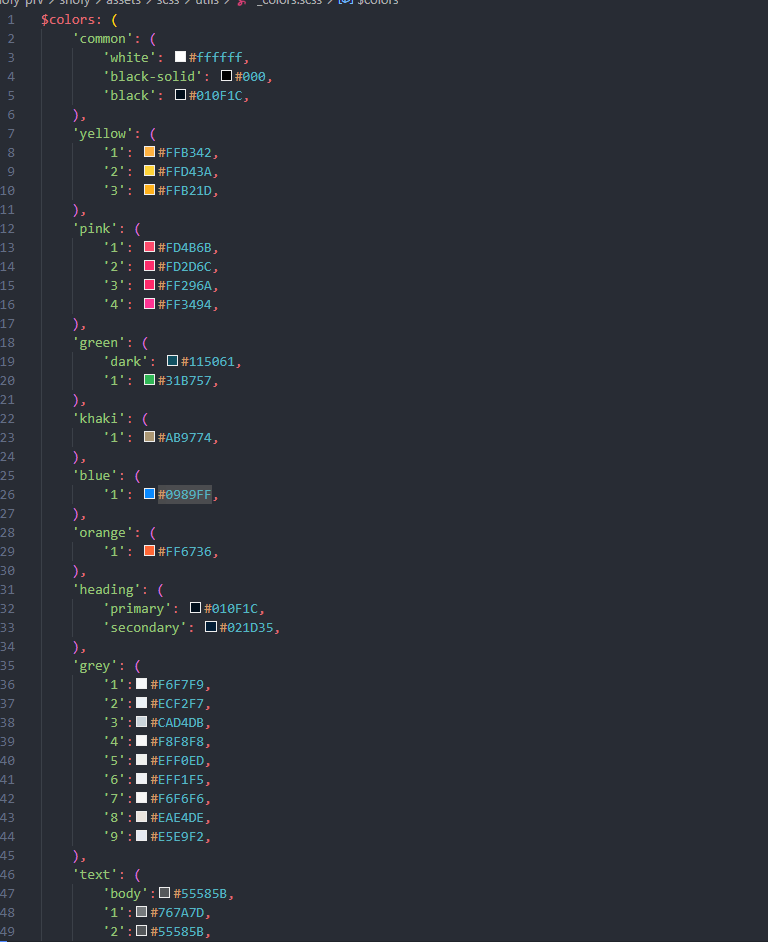 prv > shofy > assets > scss > utils > _colors.scss > $colors
1 $colors: (
2 'common': (
3 'white': #ffffff,
4 'black-solid': #000,
5 'black': #010F1C,
6 ),
7 'yellow': (
8 '1': #FFB342,
9 '2': #FFD43A,
10 '3': #FFB21D,
11 ),
12 'pink': (
13 '1': #FD4B6B,
14 '2': #FD2D6C,
15 '3': #FF296A,
16 '4': #FF3494,
17 ),
18 'green': (
19 'dark': #115061,
20 '1': #31B757,
21 ),
22 'khaki': (
23 '1': #AB9774,
24 ),
25 'blue': (
26 '1': #0989FF,
27 ),
28 'orange': (
29 '1': #FF6736,
30 ),
31 'heading': (
32 'primary': #010F1C,
33 'secondary': #021D35,
34 ),
35 'grey': (
36 '1': #F6F7F9,
37 '2': #ECF2F7,
38 '3': #CAD4DB,
39 '4': #F8F8F8,
40 '5': #EFF0ED,
41 '6': #EFF1F5,
42 '7': #F6F6F6,
43 '8': #EAE4DE,
44 '9': #E5E9F2,
45 ),
46 'text': (
47 'body': #55585B,
48 '1': #767A7D,
49 '2': #55585B,